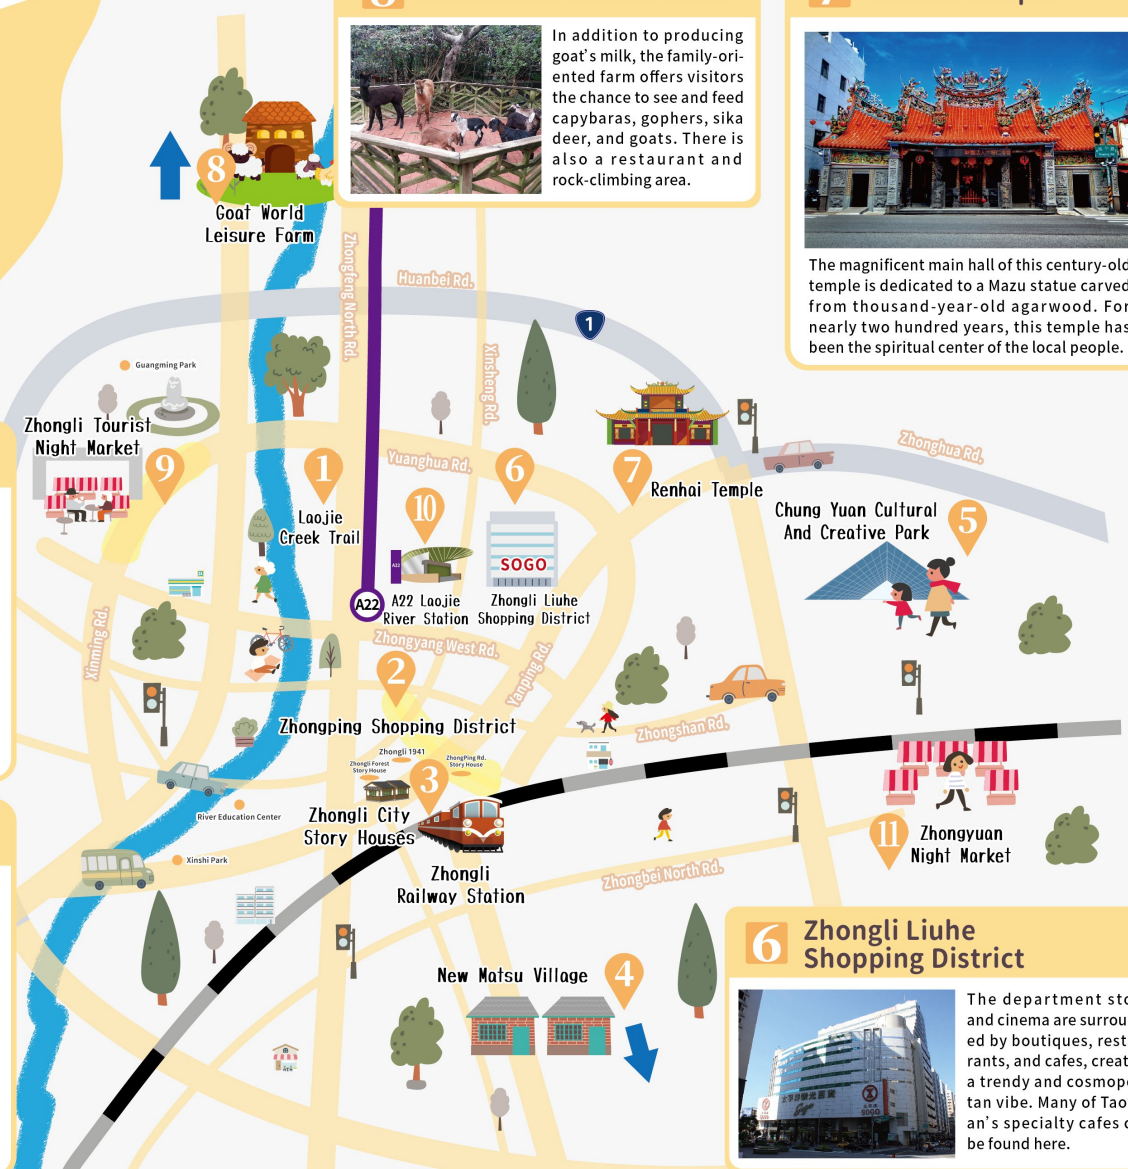 In addition to producing
goat's milk, the family-ori-
ented farm offers visitors
the chance to see and feed
capybaras, gophers, sika
deer, and goats. There is
also a restaurant and
rock-climbing area.
The magnificent main hall of this century-old
temple is dedicated to a Mazu statue carved
from thousand-year-old agarwood. For
nearly two hundred years, this temple has
been the spiritual center of the local people.
8
Goat World
Leisure Farm
Zhongfeng North Rd.
Huanbei Rd.
1
Xinsheng Rd.
Guangming Park
Zhongli Tourist
Night Market
9
1
Laojie
Creek Trail
Yuanhua Rd.
10
6
7
Renhai Temple
Zhonghua Rd.
Chung Yuan Cultural
And Creative Park
5
A22
SOGO
A22
A22 Laojie
River Station
Zhongli Liuhe
Shopping District
Xinming Rd.
Zhongyang West Rd.
Yanping Rd.
2
Zhongping Shopping District
Zhongshan Rd.
Zhongli 1941
Zhongli Forest
Story House
ZhongPing Rd.
Story House
3
Zhongli City
Story Houses
River Education Center
Xinshi Park
Zhongli
Railway Station
11
Zhongyuan
Night Market
Zhongbei North Rd.
New Matsu Village
4
6
Zhongli Liuhe
Shopping District
The department sto
and cinema are surrou
ed by boutiques, rest
rants, and cafes, creat
a trendy and cosmopo
tan vibe. Many of Tao
an's specialty cafes c
be found here.
SOGO
SOGO